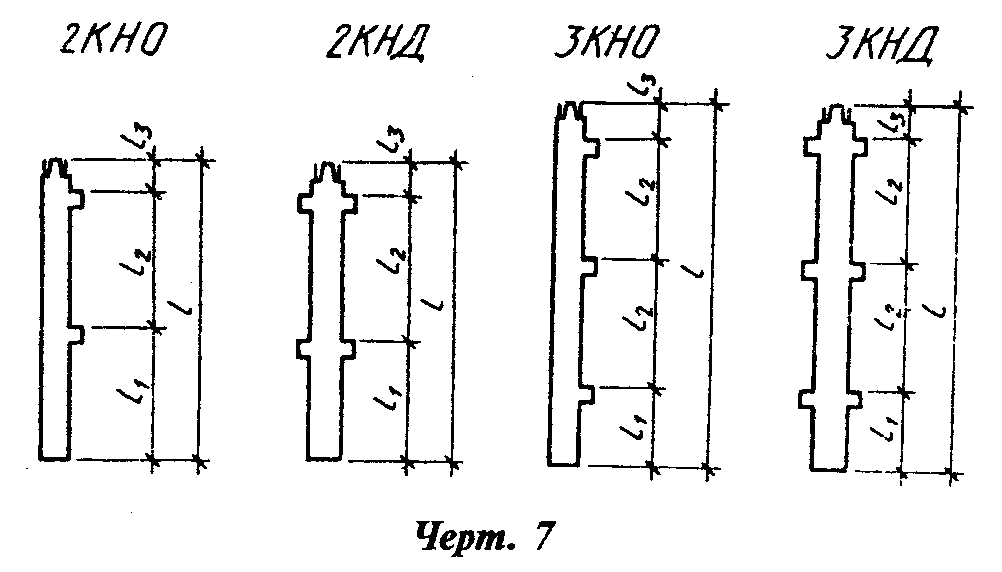 2КНО 2КНД 3КНО 3КНД
l3 l2 l1 l
l3 l2 l1 l
l3 l2 l2 l1 l
l3 l2 l2 l1 l
Черт. 7